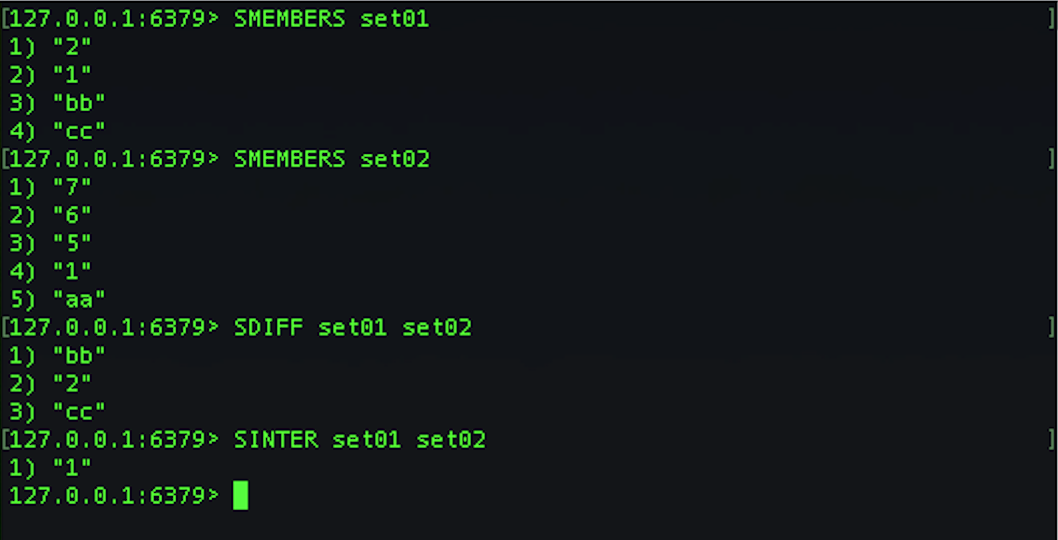 [127.0.0.1:6379> SMEMBERS set01 ]
1) "2"
2) "1"
3) "bb"
4) "cc"
[127.0.0.1:6379> SMEMBERS set02 ]
1) "7"
2) "6"
3) "5"
4) "1"
5) "aa"
[127.0.0.1:6379> SDIFF set01 set02 ]
1) "bb"
2) "2"
3) "cc"
[127.0.0.1:6379> SINTER set01 set02 ]
1) "1"
127.0.0.1:6379>